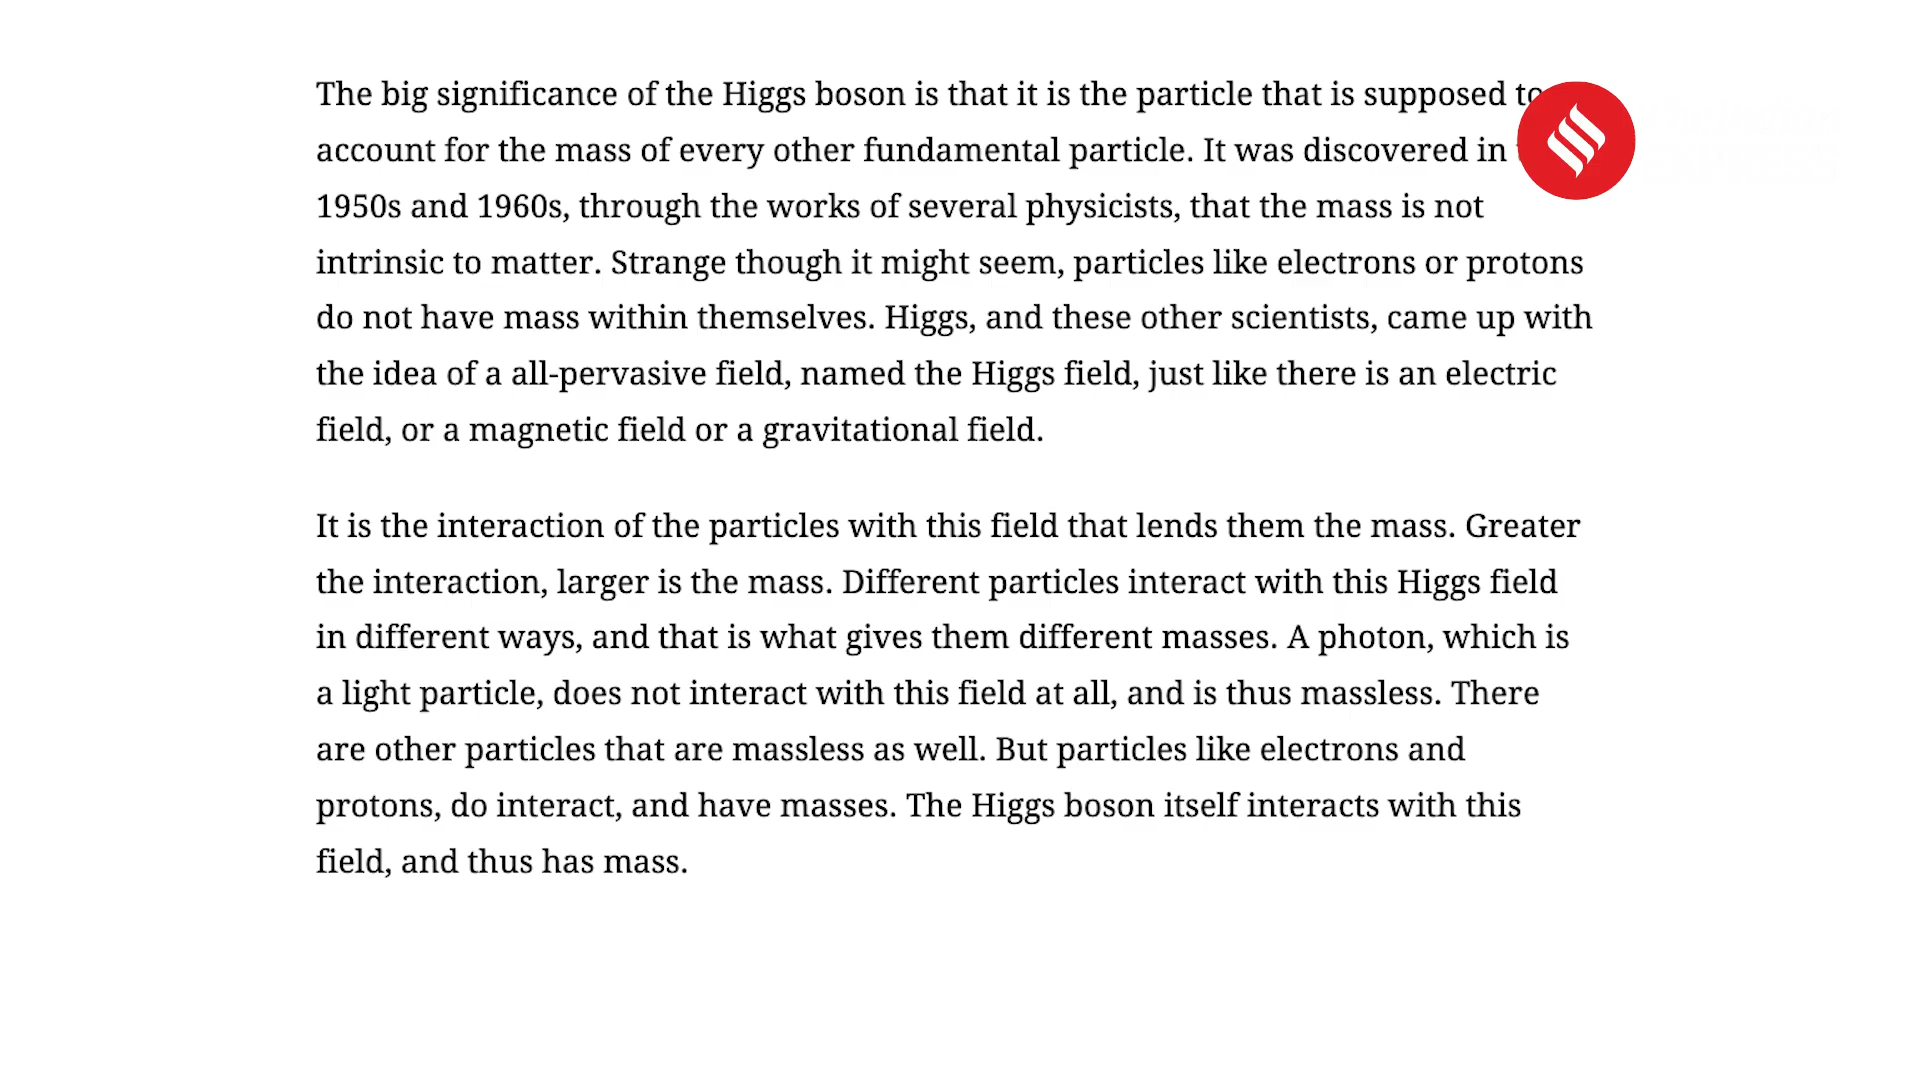 The big significance of the Higgs boson is that it is the particle that is supposed to
account for the mass of every other fundamental particle. It was discovered in
1950s and 1960s, through the works of several physicists, that the mass is not
intrinsic to matter. Strange though it might seem, particles like electrons or protons
do not have mass within themselves. Higgs, and these other scientists, came up with
the idea of a all-pervasive field, named the Higgs field, just like there is an electric
field, or a magnetic field or a gravitational field.
It is the interaction of the particles with this field that lends them the mass. Greater
the interaction, larger is the mass. Different particles interact with this Higgs field
in different ways, and that is what gives them different masses. A photon, which is
a light particle, does not interact with this field at all, and is thus massless. There
are other particles that are massless as well. But particles like electrons and
protons, do interact, and have masses. The Higgs boson itself interacts with this
field, and thus has mass.